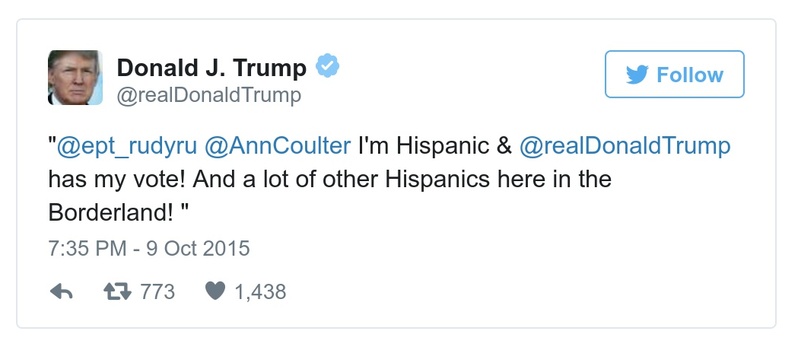 Donald J. Trump
@realDonaldTrump
Follow
"@ept_rudyru @AnnCoulter I'm Hispanic & @realDonaldTrump
has my vote! And a lot of other Hispanics here in the
Borderland! "
7:35 PM - 9 Oct 2015
773 1,438